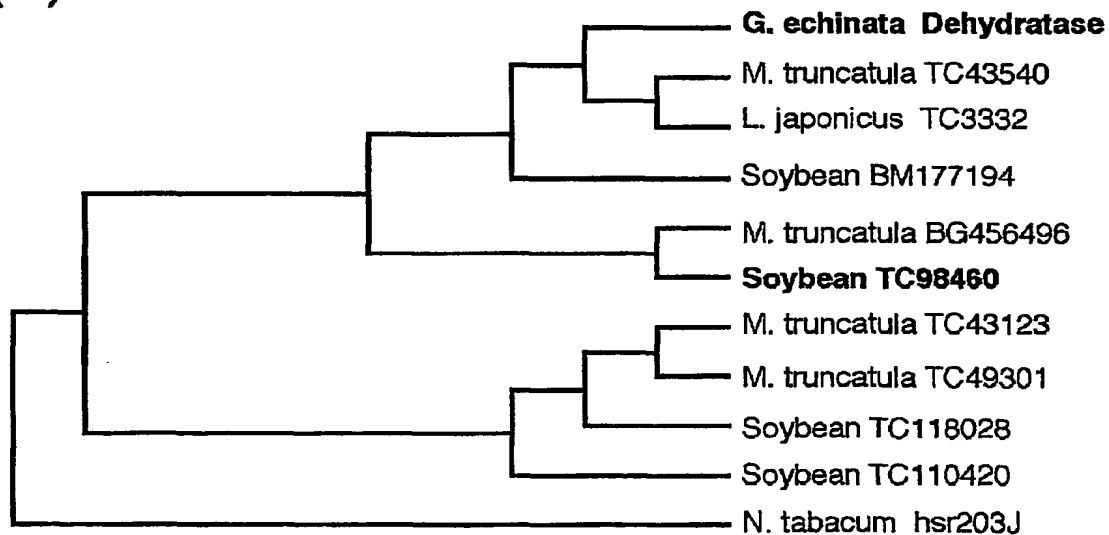 G. echinata Dehydratase
M. truncatula TC43540
L. japonicus TC3332
Soybean BM177194
M. truncatula BG456496
Soybean TC98460
M. truncatula TC43123
M. truncatula TC49301
Soybean TC118028
Soybean TC110420
N. tabacum hsr203J